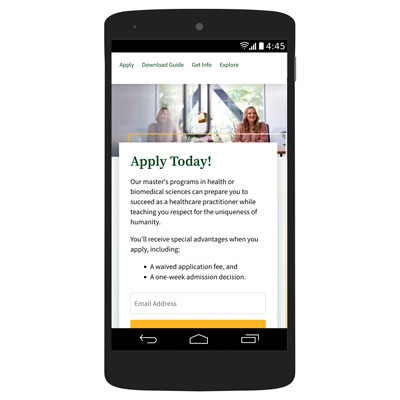 4:45
Apply Download Guide Get Info Explore
Apply Today!
Our master's programs in health or
biomedical sciences can prepare you to
succeed as a healthcare practitioner while
teaching you respect for the uniqueness of
humanity.
You'll receive special advantages when you
apply, including:
• A waived application fee, and
• A one-week admission decision.
Email Address